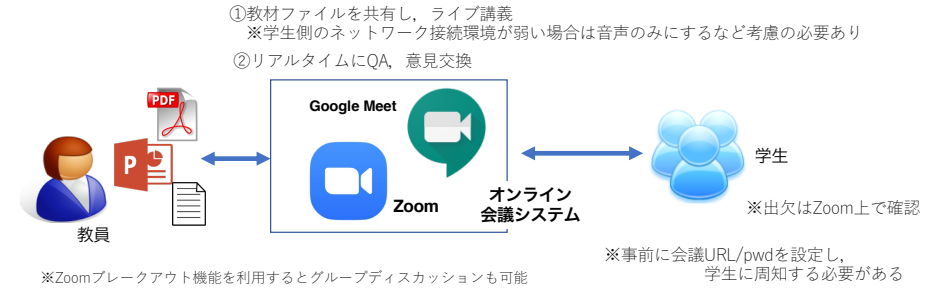 ①教材ファイルを共有し，ライブ講義
※学生側のネットワーク接続環境が弱い場合は音声のみにするなど考慮の必要あり
②リアルタイムにQA，意見交換
PDF
P
教員
Google Meet
Zoom
オンライン
会議システム
学生
※出欠はZoom上で確認
※事前に会議URL/pwdを設定し，
学生に周知する必要がある
※Zoomブレークアウト機能を利用するとグループディスカッションも可能